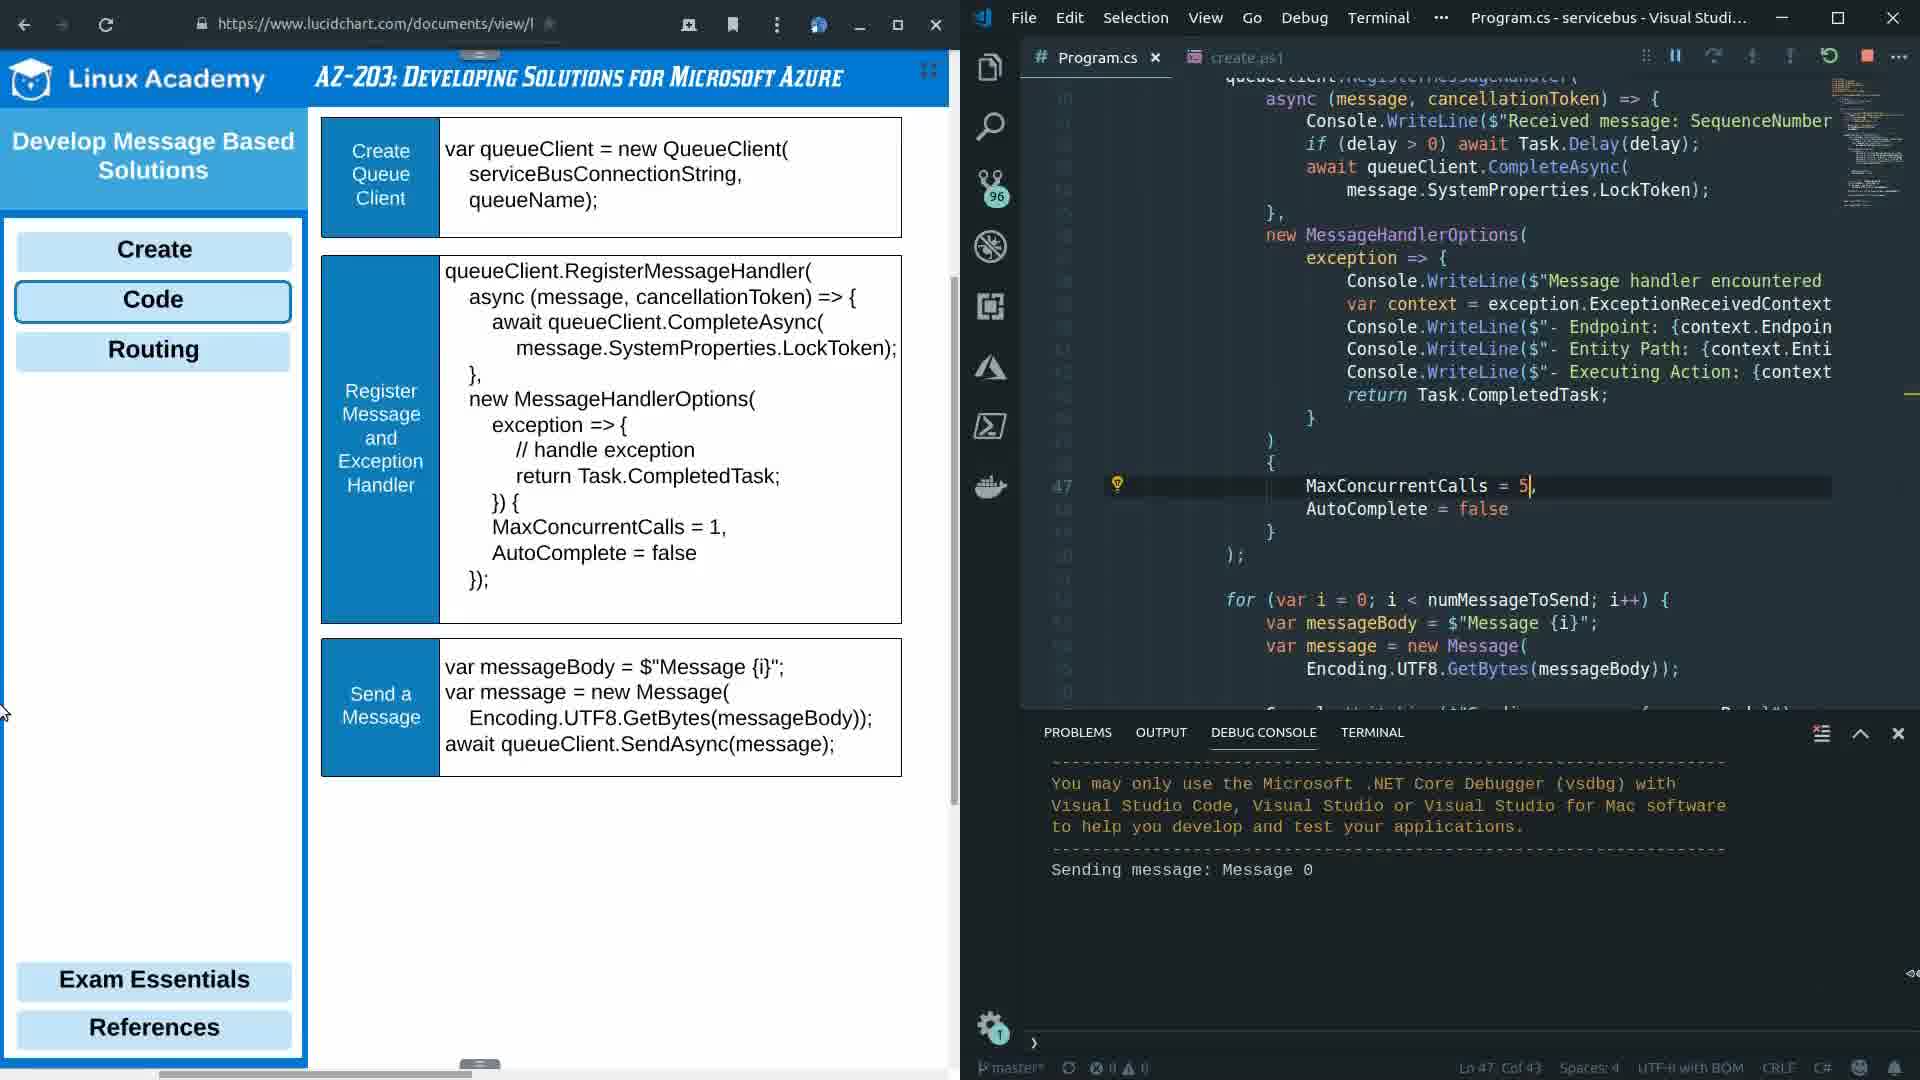 https://www.lucidchart.com/documents/view/
Linux Academy
AZ-203: Developing Solutions for Microsoft Azure
Develop Message Based
Solutions
Create
Code
Routing
Exam Essentials
References
Create
Queue
Client
var queueClient = new QueueClient(
serviceBusConnectionString,
queueName);
Register
Message
and
Exception
Handler
queueClient.RegisterMessageHandler(
async (message, cancellationToken) => {
await queueClient.CompleteAsync(
message.SystemProperties.LockToken);
},
new MessageHandlerOptions(
exception => {
// handle exception
return Task.CompletedTask;
}) {
MaxConcurrentCalls = 1,
AutoComplete = false
});
Send a
Message
var messageBody = $"Message {i}";
var message = new Message(
Encoding.UTF8.GetBytes(messageBody));
await queueClient.SendAsync(message);
File Edit Selection View Go Debug Terminal ··· Program.cs - servicebus - Visual Studi...
# Program.cs
create.ps1
96
queueClient.RegisterMessageHandler(
async (message, cancellationToken) => {
Console.WriteLine($"Received message: SequenceNumber
if (delay > 0) await Task.Delay(delay);
await queueClient.CompleteAsync(
message.SystemProperties.LockToken);
},
new MessageHandlerOptions(
exception => {
Console.WriteLine($"Message handler encountered
var context = exception.ExceptionReceivedContext
Console.WriteLine($"- Endpoint: {context.Endpoin
Console.WriteLine($"- Entity Path: {context.Enti
Console.WriteLine($"- Executing Action: {context
return Task.CompletedTask;
}
)
{
47 MaxConcurrentCalls = 5,
AutoComplete = false
}
);
for (var i = 0; i < numMessageToSend; i++) {
var messageBody = $"Message {i}";
var message = new Message(
Encoding.UTF8.GetBytes(messageBody));
PROBLEMS OUTPUT DEBUG CONSOLE TERMINAL
-------------------------------------------------------------------
You may only use the Microsoft .NET Core Debugger (vsdbg) with
Visual Studio Code, Visual Studio or Visual Studio for Mac software
to help you develop and test your applications.
-------------------------------------------------------------------
Sending message: Message 0
1
master* 0 0 Ln 47, Col 43 Spaces: 4 UTF-8 with BOM CRLF C#